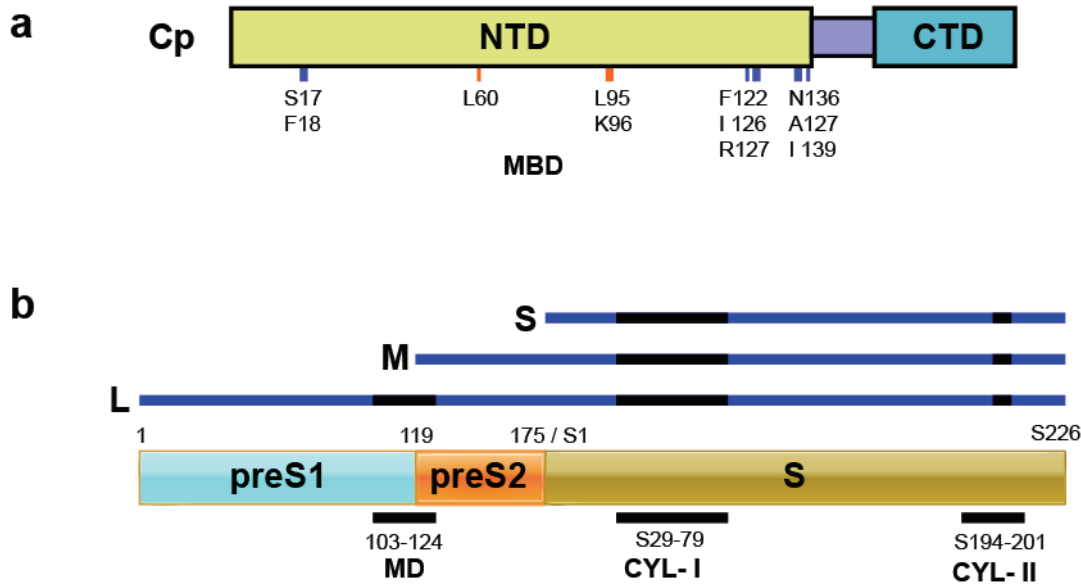 a
Cp NTD CTD
S17 L60 L95 F122 N136
F18 K96 I 126 A127
R127 I 139
MBD
b
S
M
L
1 119 175 / S1 S226
preS1 preS2 S
103-124 S29-79 S194-201
MD CYL- I CYL- II